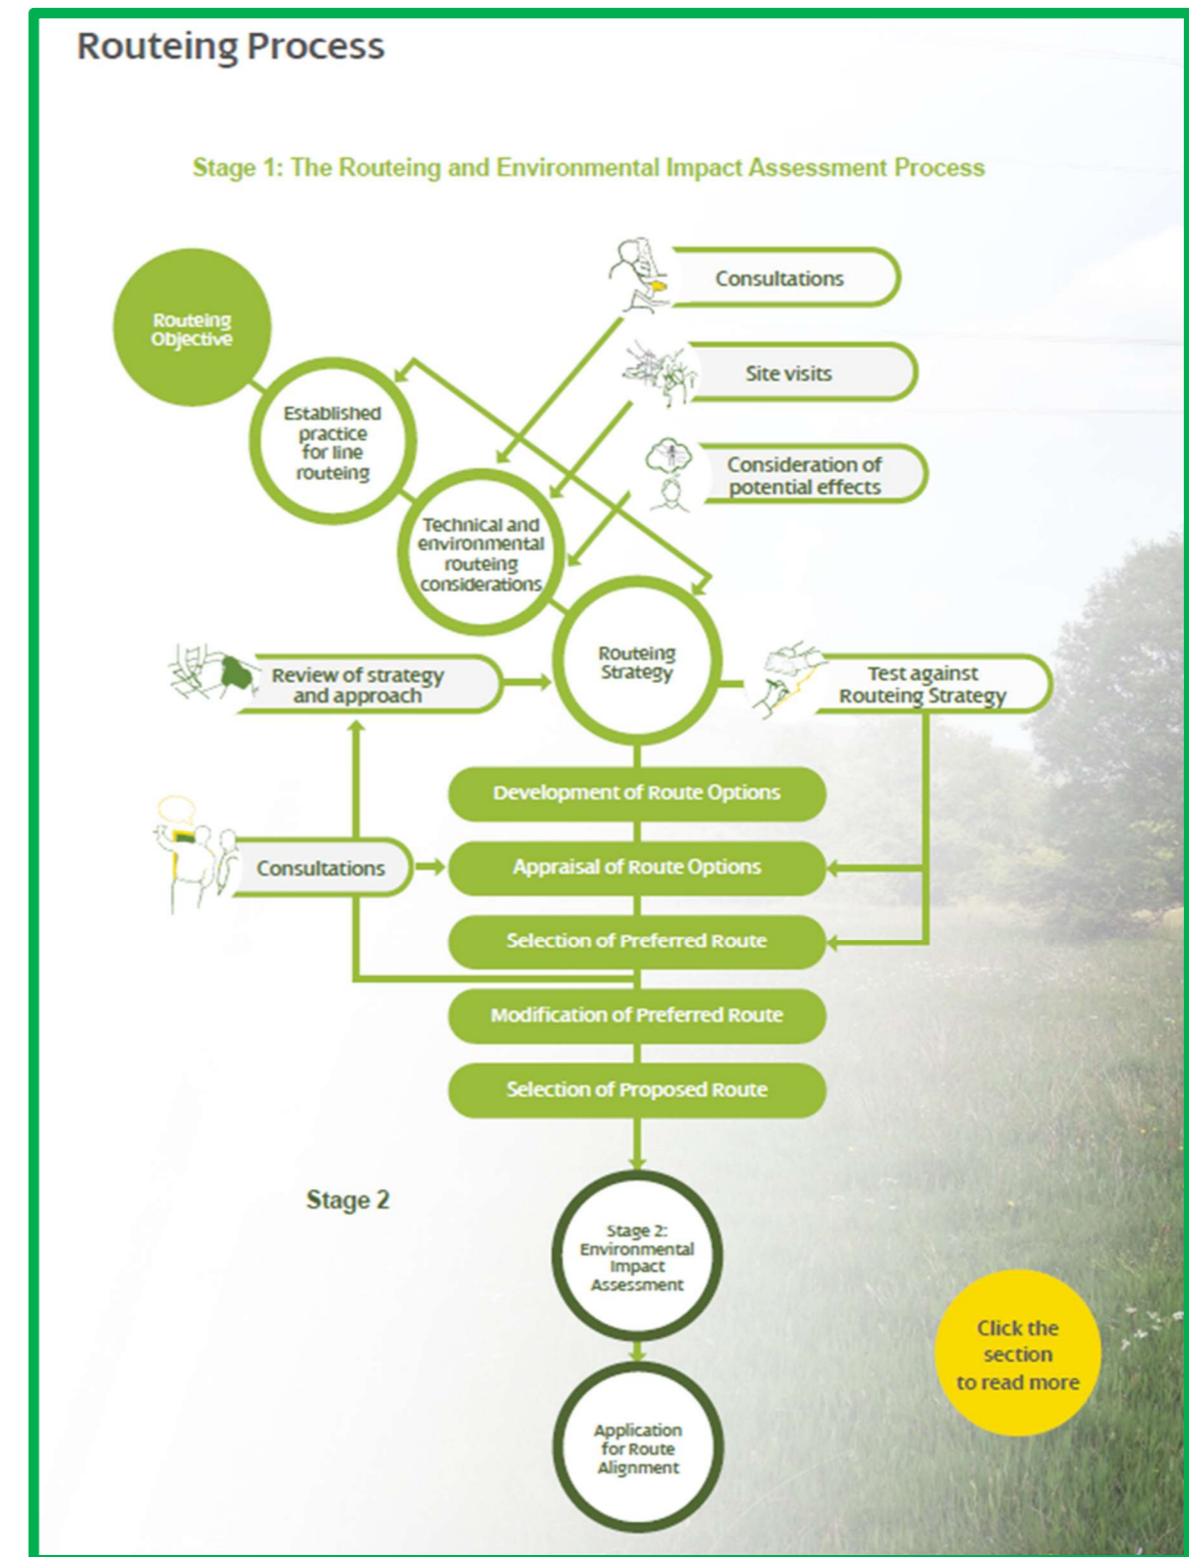 Routeing Process
Stage 1: The Routeing and Environmental Impact Assessment Process
Routeing
Objective
Consultations
Site visits
Established
practice
for line
routeing
Consideration of
potential effects
Technical and
environmental
routeing
considerations
Routeing
Strategy
Review of strategy
and approach
Test against
Routeing Strategy
Development of Route Options
Consultations
Appraisal of Route Options
Selection of Preferred Route
Modification of Preferred Route
Selection of Proposed Route
Stage 2
Stage 2:
Environmental
Impact
Assessment
Click the
section
to read more
Application
for Route
Alignment